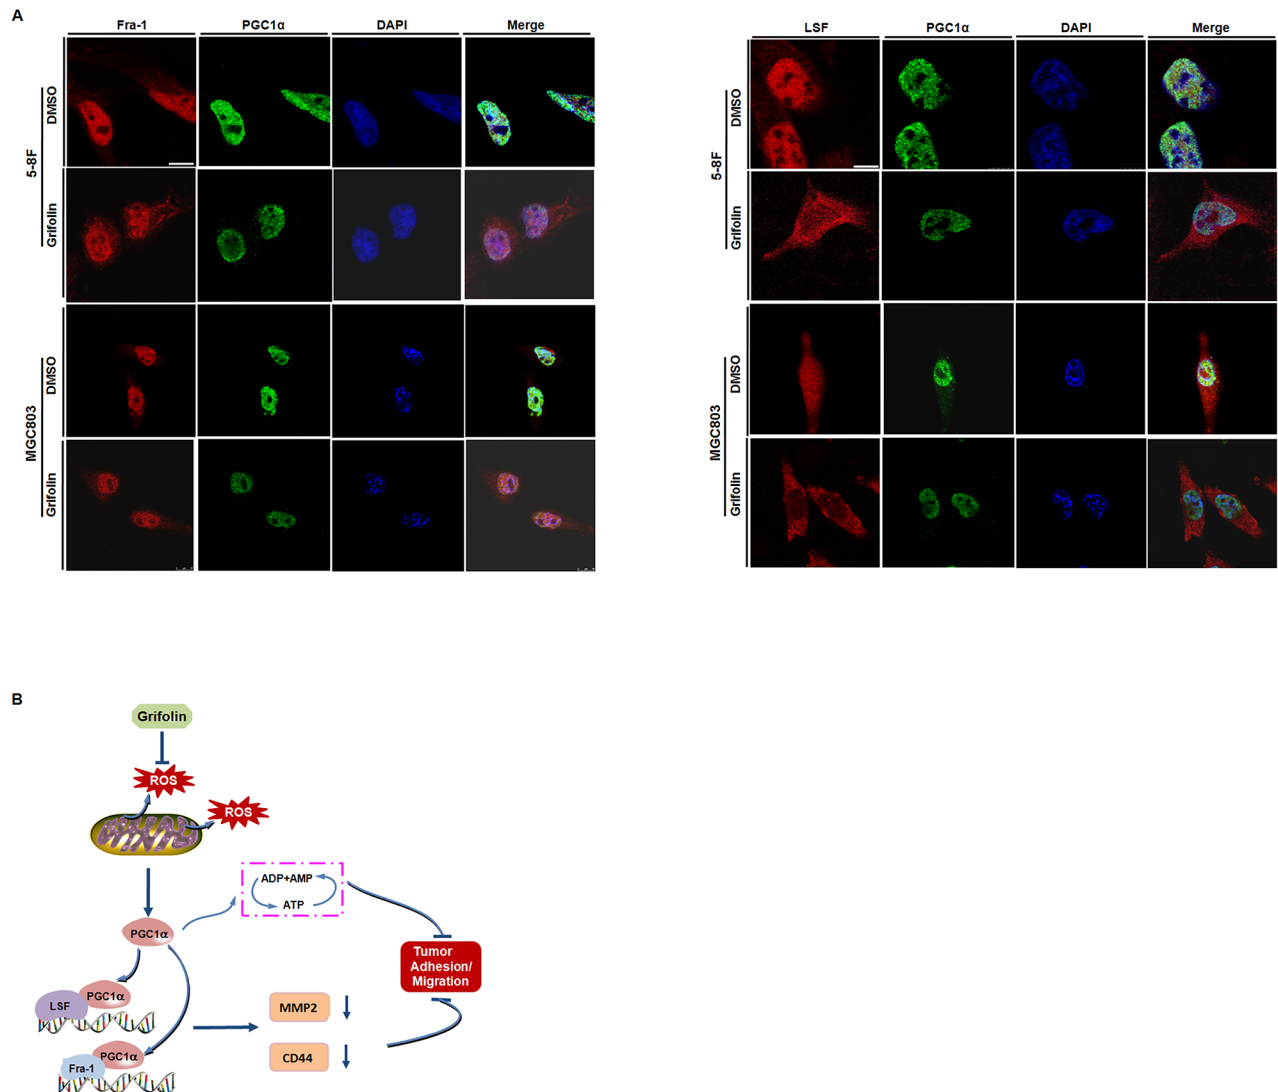 A
Fra-1 PGC1α DAPI Merge
5-8F
DMSO
Grifolin
MGC803
DMSO
Grifolin
LSF PGC1α DAPI Merge
5-8F
DMSO
Grifolin
MGC803
DMSO
Grifolin
B
Grifolin
ROS
ROS
ADP+AMP
ATP
PGC1α
Tumor
Adhesion/
Migration
PGC1α
LSF
MMP2
PGC1α
CD44
Fra-1